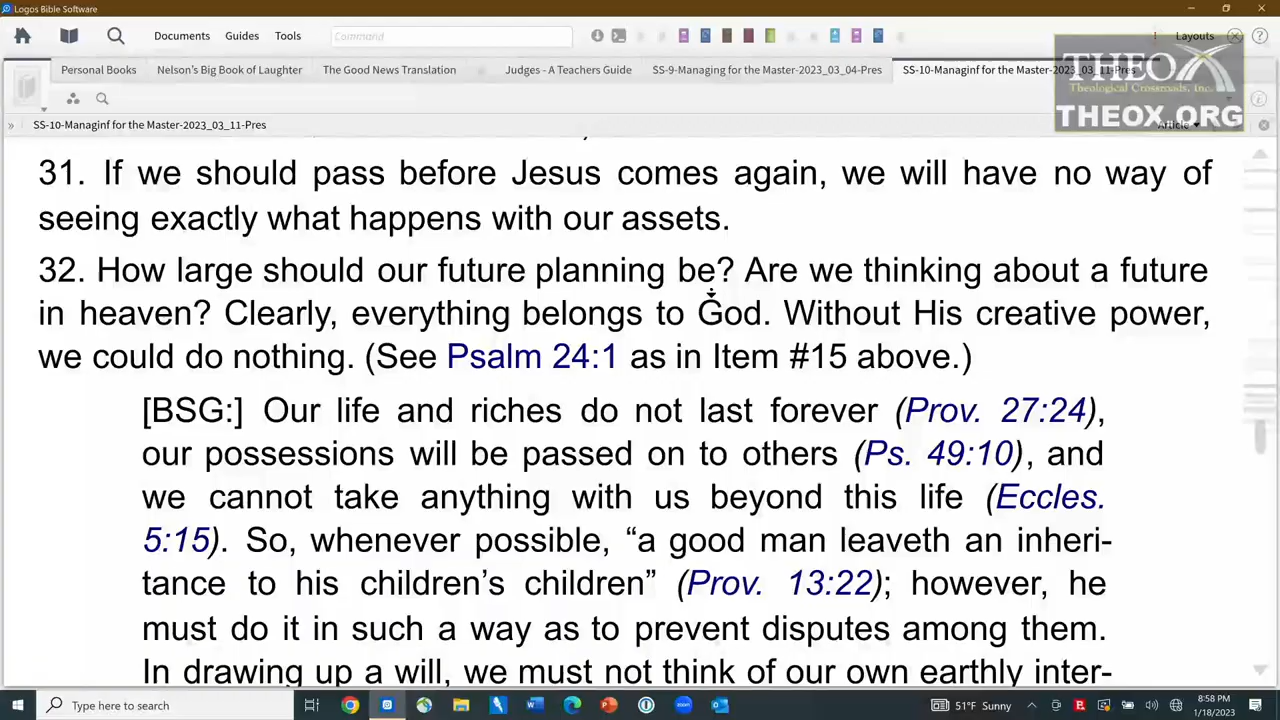 Logos Bible Software
Documents Guides Tools Command Layouts
Personal Books Nelson's Big Book of Laughter Judges - A Teachers Guide SS-9-Managing for the Master-2023_03_04-Pres SS-10-Managinf for the Master-2023_03_11-Pres
THEOX
Theological Crossroads, Inc.
THEOX.ORG
SS-10-Managinf for the Master-2023_03_11-Pres Article
31. If we should pass before Jesus comes again, we will have no way of
seeing exactly what happens with our assets.
32. How large should our future planning be? Are we thinking about a future
in heaven? Clearly, everything belongs to God. Without His creative power,
we could do nothing. (See Psalm 24:1 as in Item #15 above.)
[BSG:] Our life and riches do not last forever (Prov. 27:24),
our possessions will be passed on to others (Ps. 49:10), and
we cannot take anything with us beyond this life (Eccles.
5:15). So, whenever possible, “a good man leaveth an inheri-
tance to his children’s children” (Prov. 13:22); however, he
must do it in such a way as to prevent disputes among them.
In drawing up a will, we must not think of our own earthly inter-
Type here to search 51°F Sunny 8:58 PM
1/18/2023